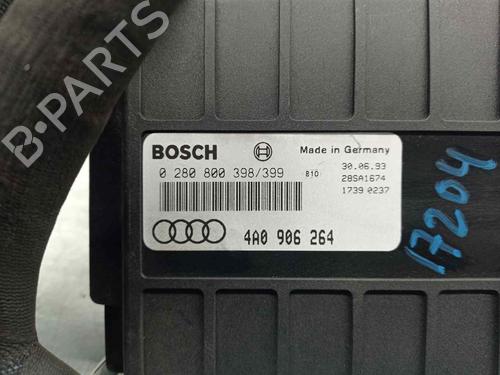 B-PARTS
BOSCH
Made in Germany
0 280 800 398/399 810
30.06.93
28SA1674
1739 0237
4A0 906 264
17204